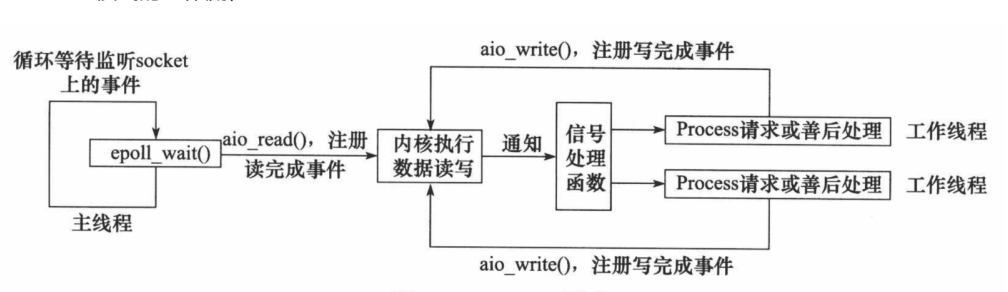 aio_write()，注册写完成事件
循环等待监听socket
上的事件
epoll_wait()
aio_read()，注册
读完成事件
内核执行
数据读写
通知
信号
处理
函数
Process请求或善后处理
工作线程
Process请求或善后处理
工作线程
主线程
aio_write()，注册写完成事件